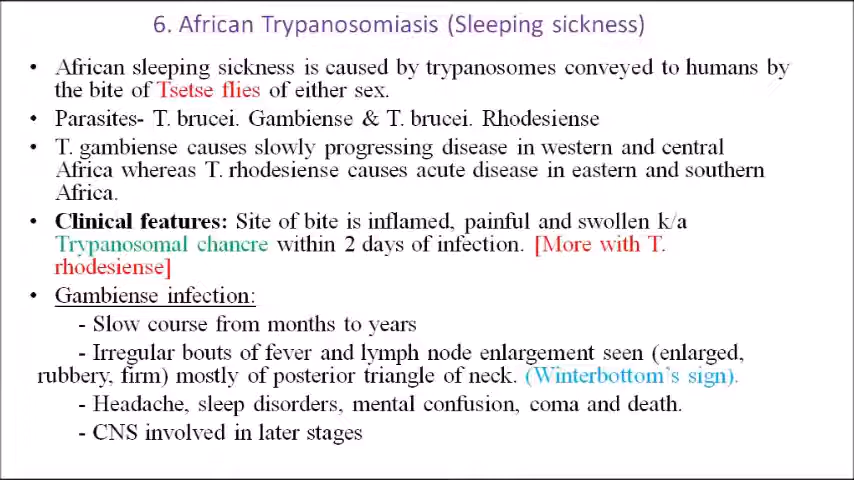 6. African Trypanosomiasis (Sleeping sickness)
• African sleeping sickness is caused by trypanosomes conveyed to humans by
the bite of Tsetse flies of either sex.
• Parasites- T. brucei. Gambiense & T. brucei. Rhodesiense
• T. gambiense causes slowly progressing disease in western and central
Africa whereas T. rhodesiense causes acute disease in eastern and southern
Africa.
• Clinical features: Site of bite is inflamed, painful and swollen k/a
Trypanosomal chancre within 2 days of infection. [More with T.
rhodesiense]
• Gambiense infection:
- Slow course from months to years
- Irregular bouts of fever and lymph node enlargement seen (enlarged,
rubbery, firm) mostly of posterior triangle of neck. (Winterbottom's sign).
- Headache, sleep disorders, mental confusion, coma and death.
- CNS involved in later stages